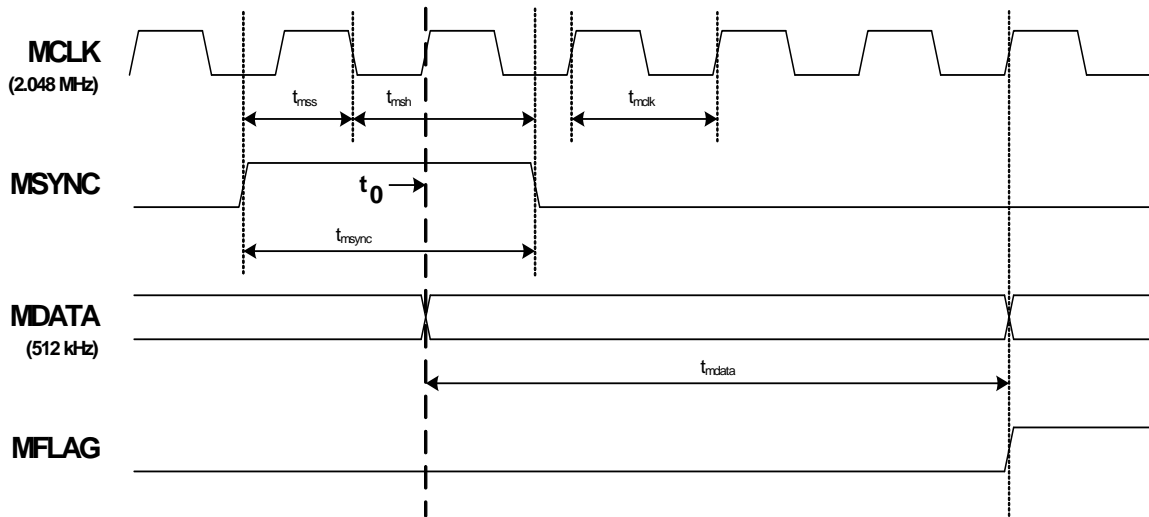 MCLK
(2.048 MHz)
tmss
tmsh
tmclk
MSYNC
t0
tmsync
MDATA
(512 kHz)
tmdata
MFLAG